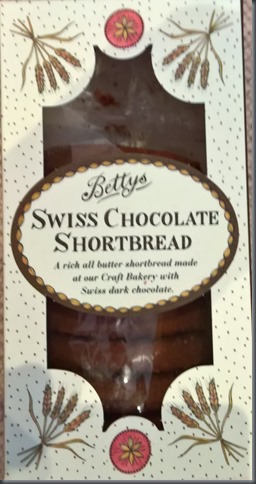 Bettys
SWISS CHOCOLATE
SHORTBREAD
A rich all butter shortbread made
at our Craft Bakery with
Swiss dark chocolate.